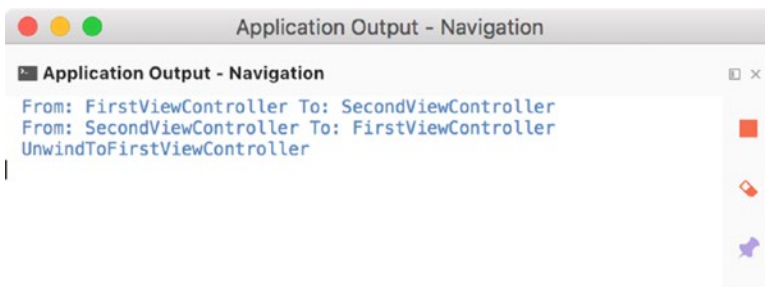 Application Output - Navigation
Application Output - Navigation
From: FirstViewController To: SecondViewController
From: SecondViewController To: FirstViewController
UnwindToFirstViewController